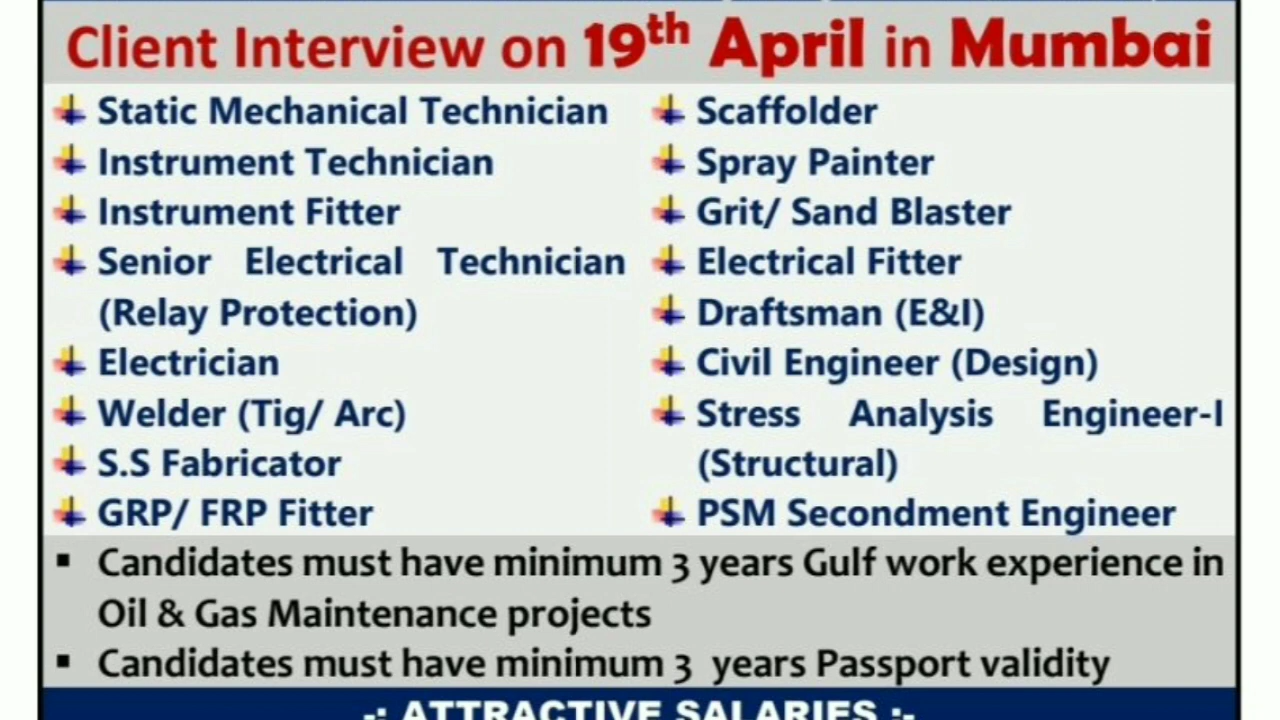 Client Interview on 19th April in Mumbai
Static Mechanical Technician
Instrument Technician
Instrument Fitter
Senior Electrical Technician
(Relay Protection)
Electrician
Welder (Tig/ Arc)
S.S Fabricator
GRP/ FRP Fitter
Scaffolder
Spray Painter
Grit/ Sand Blaster
Electrical Fitter
Draftsman (E&I)
Civil Engineer (Design)
Stress Analysis Engineer-I
(Structural)
PSM Secondment Engineer
Candidates must have minimum 3 years Gulf work experience in
Oil & Gas Maintenance projects
Candidates must have minimum 3 years Passport validity
-: ATTRACTIVE SALARIES :-